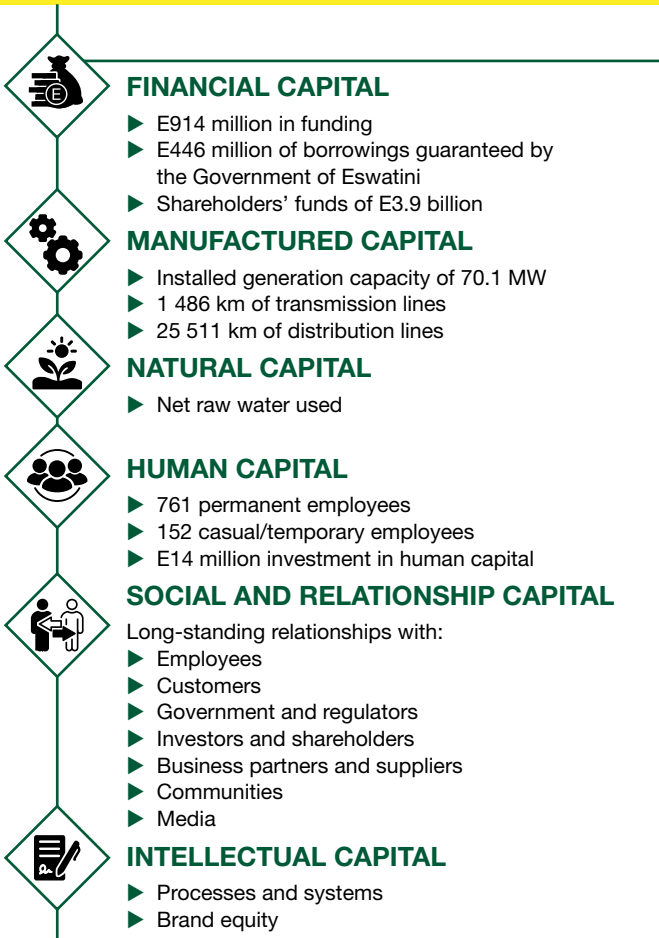 E
FINANCIAL CAPITAL
▶ E914 million in funding
▶ E446 million of borrowings guaranteed by
the Government of Eswatini
▶ Shareholders’ funds of E3.9 billion
MANUFACTURED CAPITAL
▶ Installed generation capacity of 70.1 MW
▶ 1 486 km of transmission lines
▶ 25 511 km of distribution lines
NATURAL CAPITAL
▶ Net raw water used
HUMAN CAPITAL
▶ 761 permanent employees
▶ 152 casual/temporary employees
▶ E14 million investment in human capital
SOCIAL AND RELATIONSHIP CAPITAL
Long-standing relationships with:
▶ Employees
▶ Customers
▶ Government and regulators
▶ Investors and shareholders
▶ Business partners and suppliers
▶ Communities
▶ Media
INTELLECTUAL CAPITAL
▶ Processes and systems
▶ Brand equity